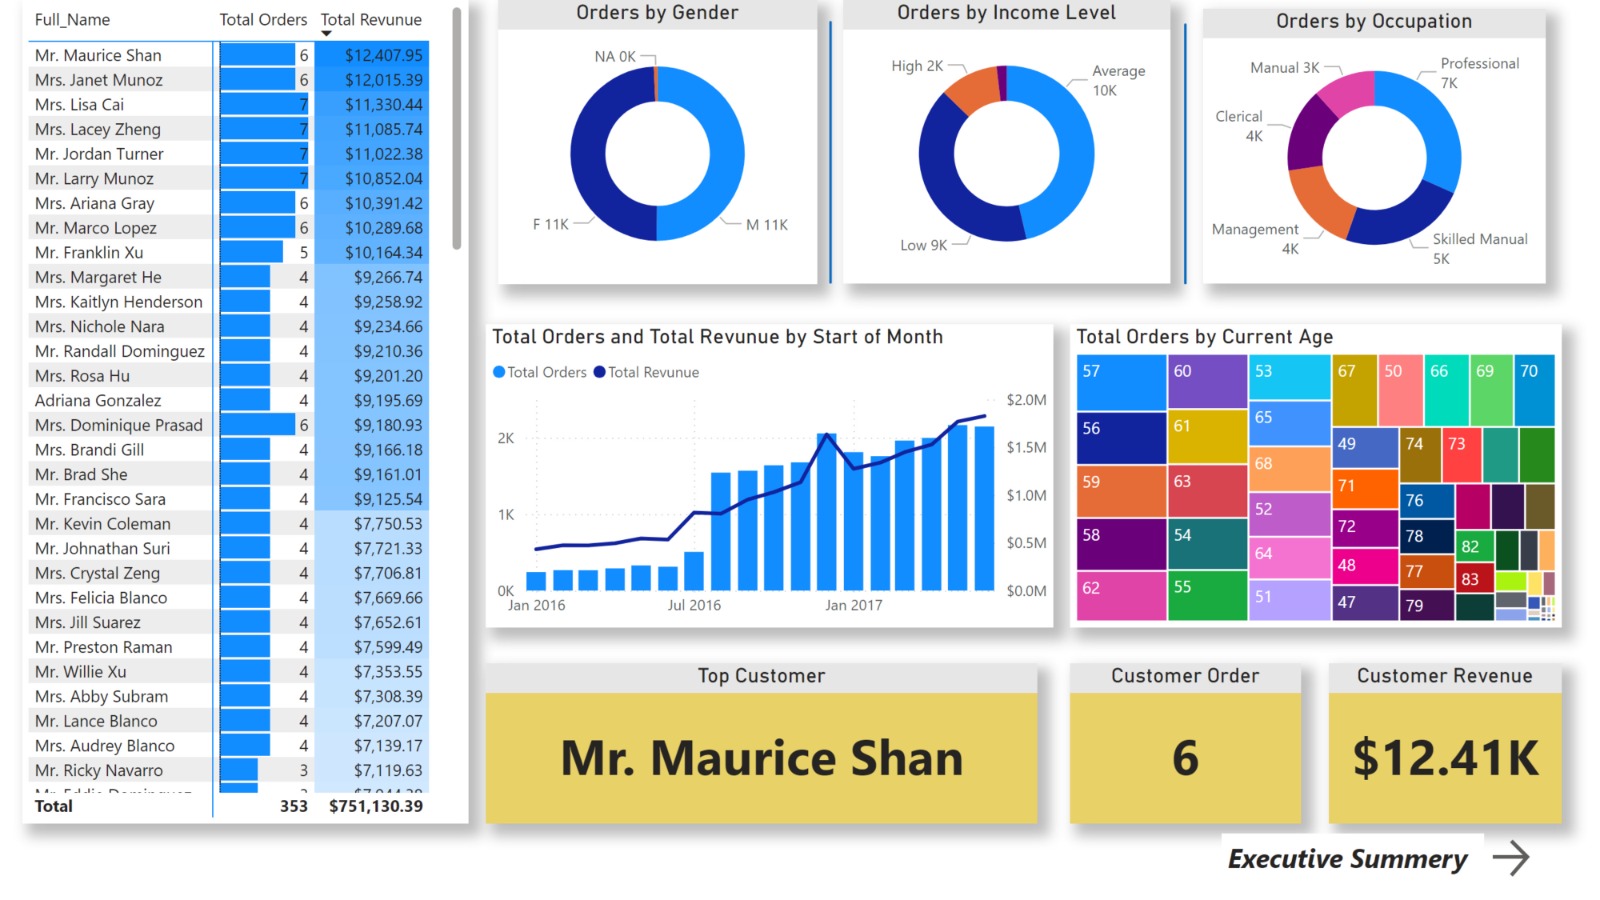 Full_Name Total Orders Total Revunue
Mr. Maurice Shan 6 $12,407.95
Mrs. Janet Munoz 6 $12,015.39
Mrs. Lisa Cai 7 $11,330.44
Mrs. Lacey Zheng 7 $11,085.74
Mr. Jordan Turner 7 $11,022.38
Mr. Larry Munoz 7 $10,852.04
Mrs. Ariana Gray 6 $10,391.42
Mr. Marco Lopez 6 $10,289.68
Mr. Franklin Xu 5 $10,164.34
Mrs. Margaret He 4 $9,266.74
Mrs. Kaitlyn Henderson 4 $9,258.92
Mrs. Nichole Nara 4 $9,234.66
Mr. Randall Dominguez 4 $9,210.36
Mrs. Rosa Hu 4 $9,201.20
Adriana Gonzalez 4 $9,195.69
Mrs. Dominique Prasad 6 $9,180.93
Mrs. Brandi Gill 4 $9,166.18
Mr. Brad She 4 $9,161.01
Mr. Francisco Sara 4 $9,125.54
Mr. Kevin Coleman 4 $7,750.53
Mr. Johnathan Suri 4 $7,721.33
Mrs. Crystal Zeng 4 $7,706.81
Mrs. Felicia Blanco 4 $7,669.66
Mrs. Jill Suarez 4 $7,652.61
Mr. Preston Raman 4 $7,599.49
Mr. Willie Xu 4 $7,353.55
Mrs. Abby Subram 4 $7,308.39
Mr. Lance Blanco 4 $7,207.07
Mrs. Audrey Blanco 4 $7,139.17
Mr. Ricky Navarro 3 $7,119.63
Total 353 $751,130.39
Orders by Gender
NA 0K
F 11K
M 11K
Orders by Income Level
High 2K
Average
10K
Low 9K
Orders by Occupation
Manual 3K
Professional
7K
Clerical
4K
Management
4K
Skilled Manual
5K
Total Orders and Total Revunue by Start of Month
Total Orders Total Revunue
2K
1K
0K
$2.0M
$1.5M
$1.0M
$0.5M
$0.0M
Jan 2016 Jul 2016 Jan 2017
Total Orders by Current Age
57
56
59
58
62
60
61
63
54
55
53
65
68
52
64
51
67 50 66 69 70
49
71
72
48
47
74
73
76
78
77
79
82
83
Top Customer
Mr. Maurice Shan
Customer Order
6
Customer Revenue
$12.41K
Executive Summery